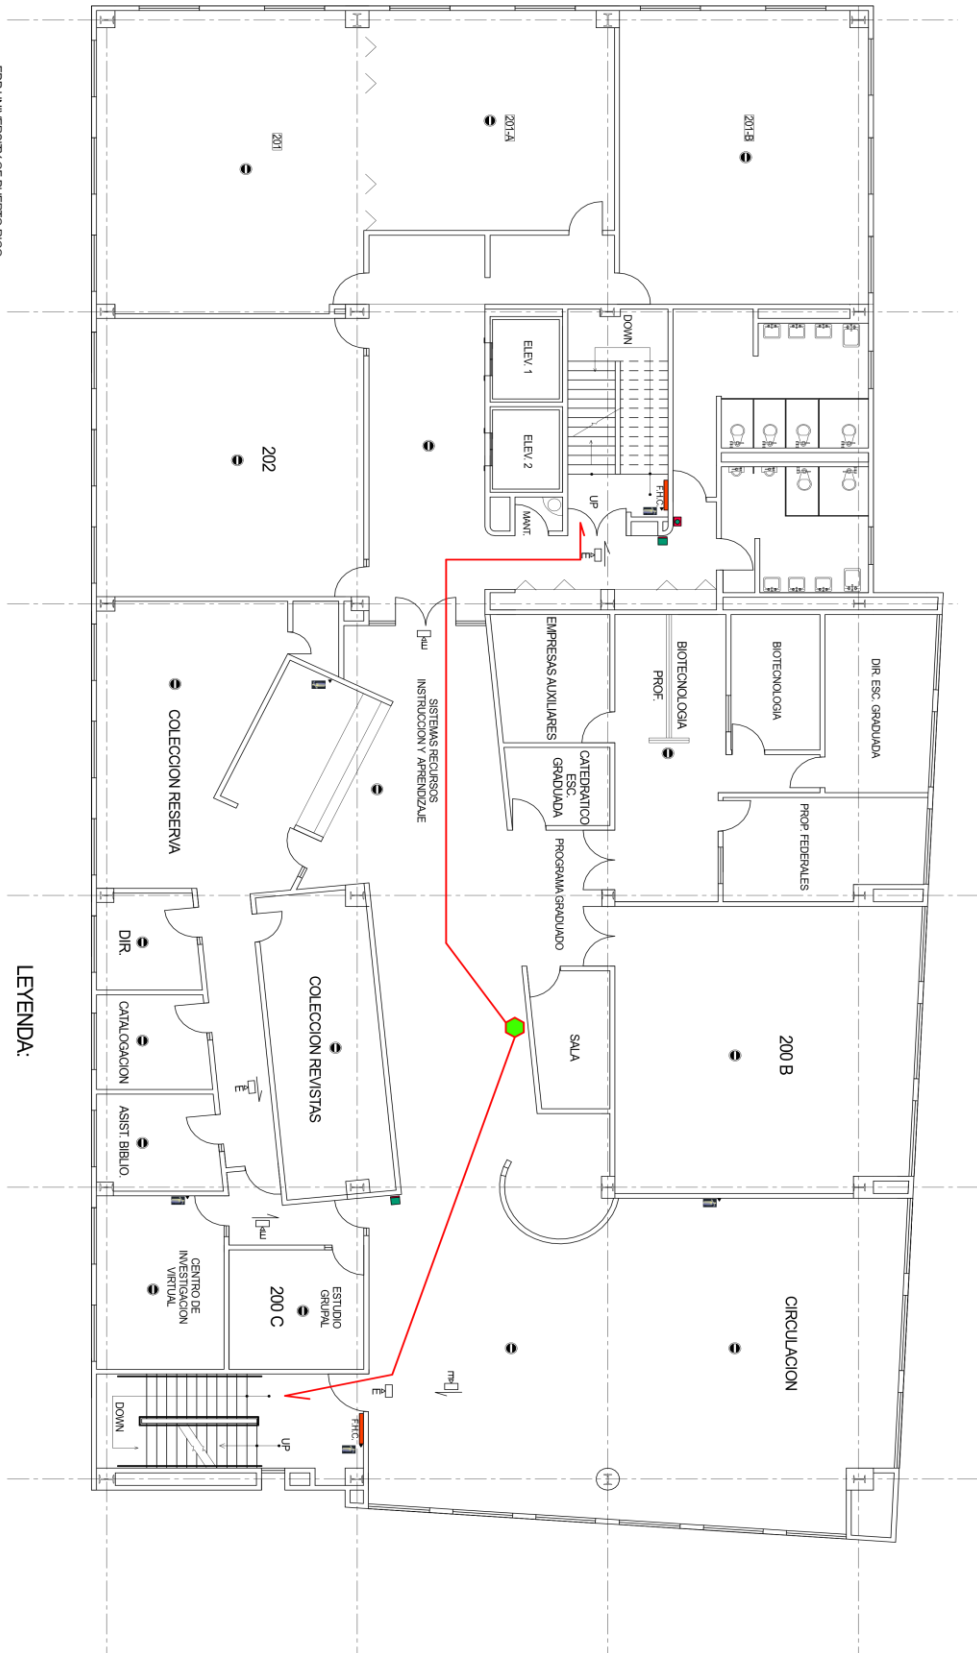 201
201-A
201-B
DOWN
ELEV. 1
ELEV. 2
UP
F.H.C.
MANT.
E
202
E
EMPRESAS AUXILIARES
BIOTECNOLOGIA
PROF.
BIOTECNOLOGIA
DIR. ESC. GRADUADA
SISTEMAS RECURSOS
INSTRUCCION Y APRENDIZAJE
COLECCION RESERVA
CATEDRATICO
ESC.
GRADUADA
PROP. FEDERALES
PROGRAMA GRADUADO
DIR.
COLECCION REVISTAS
SALA
200 B
CATALOGACION
E
ASIST. BIBLIO.
E
CENTRO DE
INVESTIGACION
VIRTUAL
ESTUDIO
GRUPAL
200 C
CIRCULACION
E
E
F.H.C.
DOWN
UP
LEYENDA: